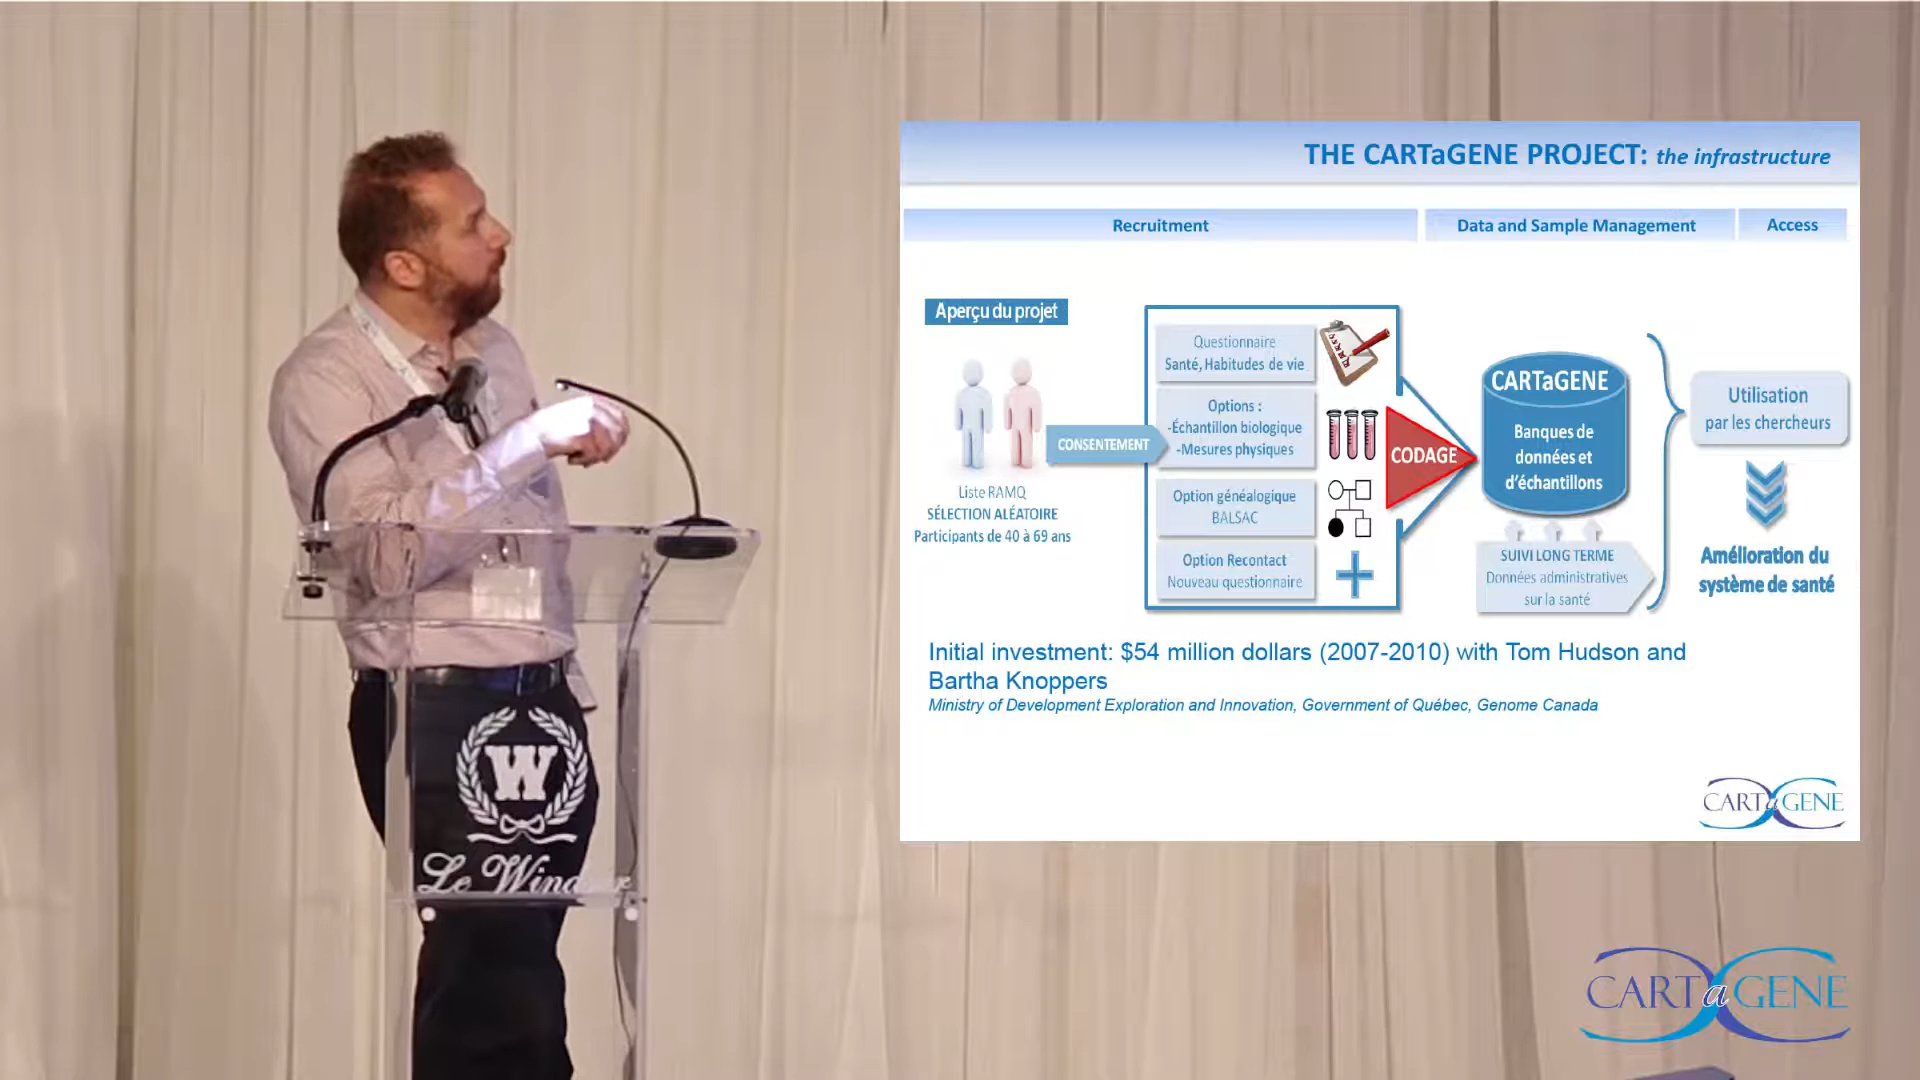 THE CARTaGENE PROJECT: the infrastructure
Recruitment
Data and Sample Management
Access
Aperçu du projet
Liste RAMQ
SÉLECTION ALÉATOIRE
Participants de 40 à 69 ans
CONSENTEMENT
Questionnaire
Santé, Habitudes de vie
Options :
-Échantillon biologique
-Mesures physiques
Option généalogique
BALSAC
Option Recontact
Nouveau questionnaire
CODAGE
CARTaGENE
Banques de
données et
d'échantillons
SUIVI LONG TERME
Données administratives
sur la santé
Utilisation
par les chercheurs
Amélioration du
système de santé
Initial investment: $54 million dollars (2007-2010) with Tom Hudson and
Bartha Knoppers
Ministry of Development Exploration and Innovation, Government of Québec, Genome Canada
CARTaGENE
W
Le Windsor
CARTaGENE